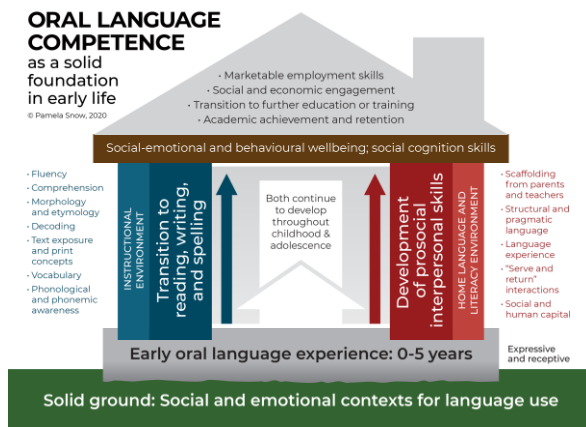 ORAL LANGUAGE
COMPETENCE
as a solid
foundation
in early life
© Pamela Snow, 2020
· Marketable employment skills
· Social and economic engagement
· Transition to further education or training
· Academic achievement and retention
Social-emotional and behavioural wellbeing; social cognition skills
· Fluency
· Comprehension
· Morphology
and etymology
· Decoding
· Text exposure
and print
concepts
· Vocabulary
· Phonological
and phonemic
awareness
INSTRUCTIONAL
ENVIRONMENT
Transition to
reading, writing,
and spelling
Both continue
to develop
throughout
childhood &
adolescence
Development
of prosocial
interpersonal skills
HOME LANGUAGE AND
LITERACY ENVIRONMENT
· Scaffolding
from parents
and teachers
· Structural and
pragmatic
language
· Language
experience
· "Serve and
return"
interactions
· Social and
human capital
Early oral language experience: 0-5 years
Expressive
and receptive
Solid ground: Social and emotional contexts for language use